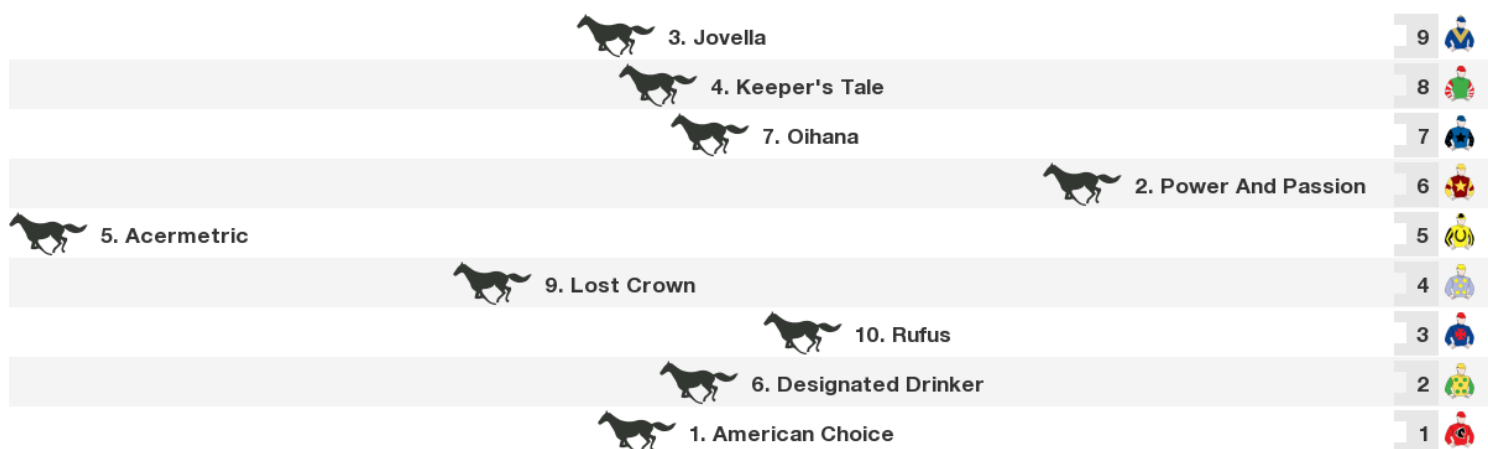 3. Jovella 9
4. Keeper's Tale 8
7. Oihana 7
2. Power And Passion 6
5. Acermetric 5
9. Lost Crown 4
10. Rufus 3
6. Designated Drinker 2
1. American Choice 1